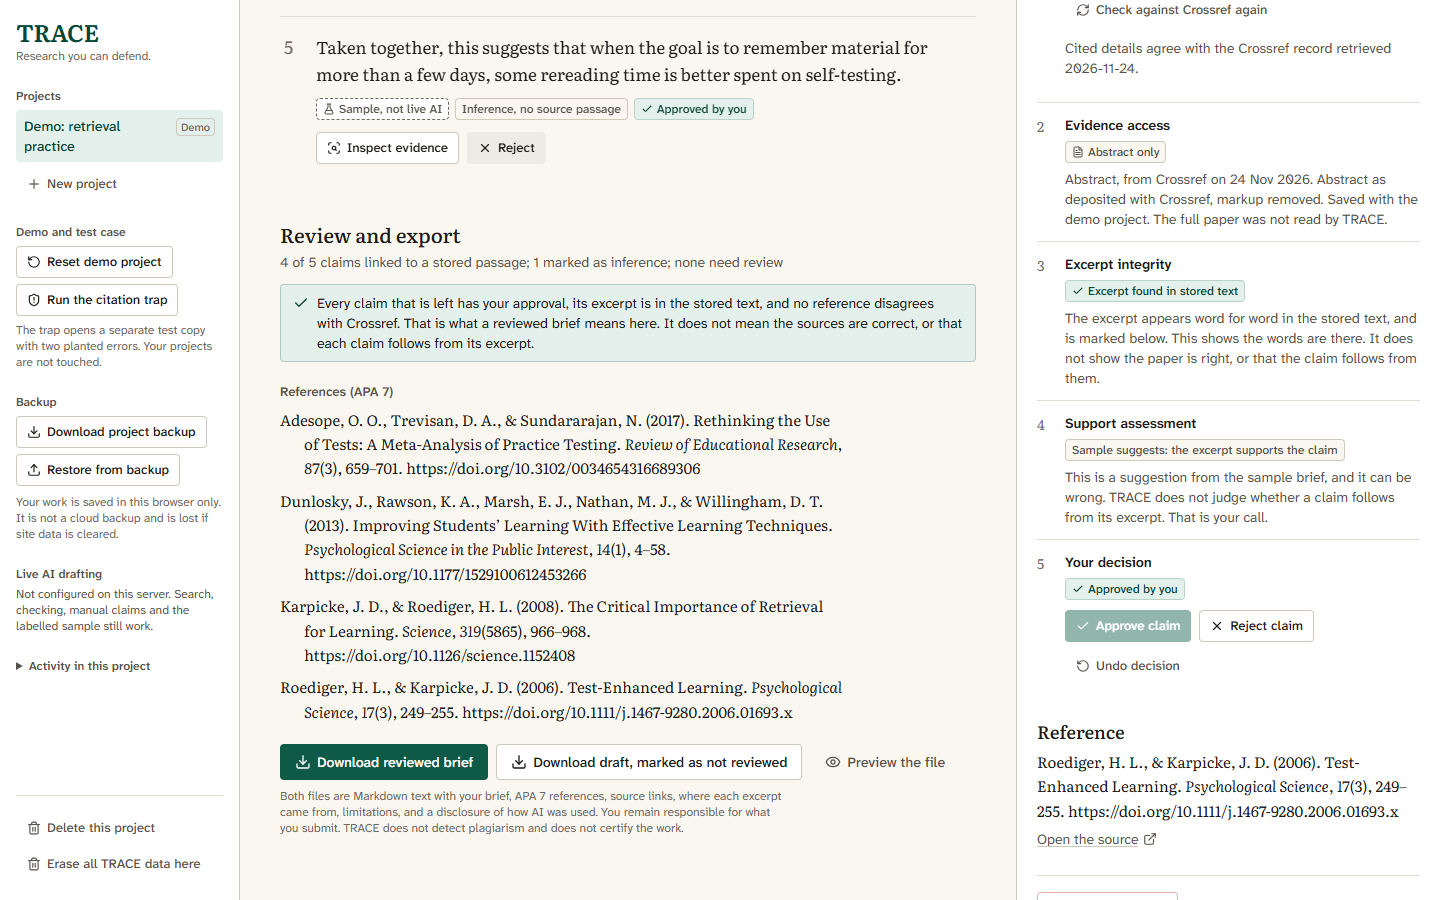 TRACE
Research you can defend.
Projects
Demo: retrieval
practice
Demo
New project
Demo and test case
Reset demo project
Run the citation trap
The trap opens a separate test copy
with two planted errors. Your projects
are not touched.
Backup
Download project backup
Restore from backup
Your work is saved in this browser only.
It is not a cloud backup and is lost if
site data is cleared.
Live AI drafting
Not configured on this server. Search,
checking, manual claims and the
labelled sample still work.
Activity in this project
Delete this project
Erase all TRACE data here
5
Taken together, this suggests that when the goal is to remember material for
more than a few days, some rereading time is better spent on self-testing.
Sample, not live AI
Inference, no source passage
Approved by you
Inspect evidence
Reject
Review and export
4 of 5 claims linked to a stored passage; 1 marked as inference; none need review
Every claim that is left has your approval, its excerpt is in the stored text, and no reference disagrees
with Crossref. That is what a reviewed brief means here. It does not mean the sources are correct, or that
each claim follows from its excerpt.
References (APA 7)
Adesope, O. O., Trevisan, D. A., & Sundararajan, N. (2017). Rethinking the Use
of Tests: A Meta-Analysis of Practice Testing. Review of Educational Research,
87(3), 659–701. https://doi.org/10.3102/0034654316689306
Dunlosky, J., Rawson, K. A., Marsh, E. J., Nathan, M. J., & Willingham, D. T.
(2013). Improving Students’ Learning With Effective Learning Techniques.
Psychological Science in the Public Interest, 14(1), 4–58.
https://doi.org/10.1177/1529100612453266
Karpicke, J. D., & Roediger, H. L. (2008). The Critical Importance of Retrieval
for Learning. Science, 319(5865), 966–968.
https://doi.org/10.1126/science.1152408
Roediger, H. L., & Karpicke, J. D. (2006). Test-Enhanced Learning. Psychological
Science, 17(3), 249–255. https://doi.org/10.1111/j.1467-9280.2006.01693.x
Download reviewed brief
Download draft, marked as not reviewed
Preview the file
Both files are Markdown text with your brief, APA 7 references, source links, where each excerpt
came from, limitations, and a disclosure of how AI was used. You remain responsible for what
you submit. TRACE does not detect plagiarism and does not certify the work.
Check against Crossref again
Cited details agree with the Crossref record retrieved
2026-11-24.
2
Evidence access
Abstract only
Abstract, from Crossref on 24 Nov 2026. Abstract as
deposited with Crossref, markup removed. Saved with the
demo project. The full paper was not read by TRACE.
3
Excerpt integrity
Excerpt found in stored text
The excerpt appears word for word in the stored text, and
is marked below. This shows the words are there. It does
not show the paper is right, or that the claim follows from
them.
4
Support assessment
Sample suggests: the excerpt supports the claim
This is a suggestion from the sample brief, and it can be
wrong. TRACE does not judge whether a claim follows
from its excerpt. That is your call.
5
Your decision
Approved by you
Approve claim
Reject claim
Undo decision
Reference
Roediger, H. L., & Karpicke, J. D. (2006). Test-
Enhanced Learning. Psychological Science, 17(3), 249–
255. https://doi.org/10.1111/j.1467-9280.2006.01693.x
Open the source